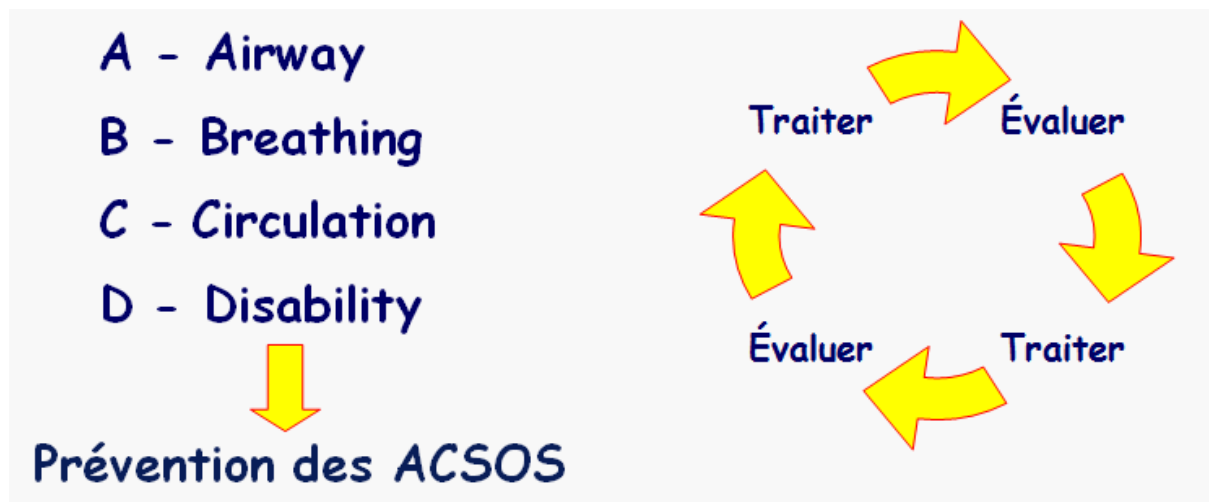 A - Airway
B - Breathing
C - Circulation
D - Disability
Prévention des ACSOS
Traiter
Évaluer
Évaluer
Traiter